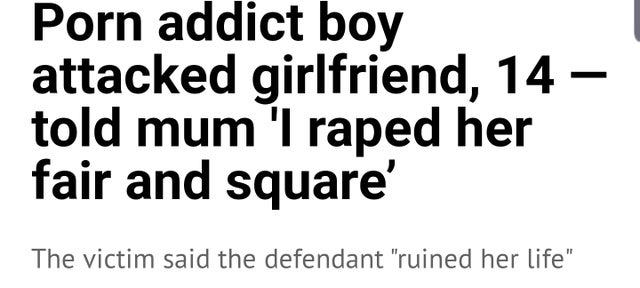 Porn addict boy
attacked girlfriend, 14 —
told mum 'I raped her
fair and square’
The victim said the defendant "ruined her life"